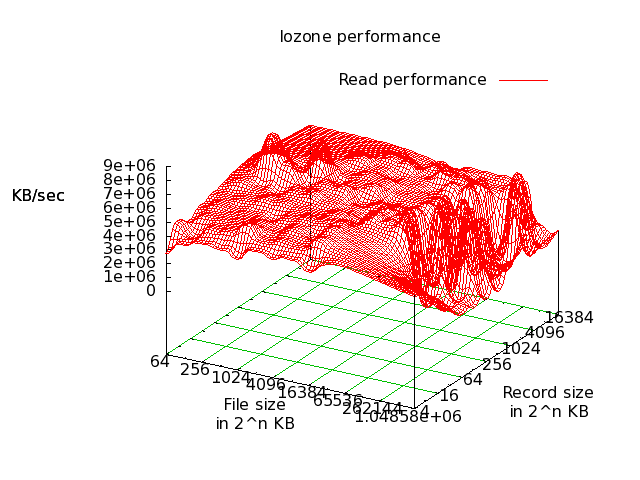 Iozone performance
Read performance
KB/sec
9e+06
8e+06
7e+06
6e+06
5e+06
4e+06
3e+06
2e+06
1e+06
0
64
256
1024
4096
16384
65536
262144
1.04858e+06
File size
in 2^n KB
4
16
64
256
1024
4096
16384
Record size
in 2^n KB